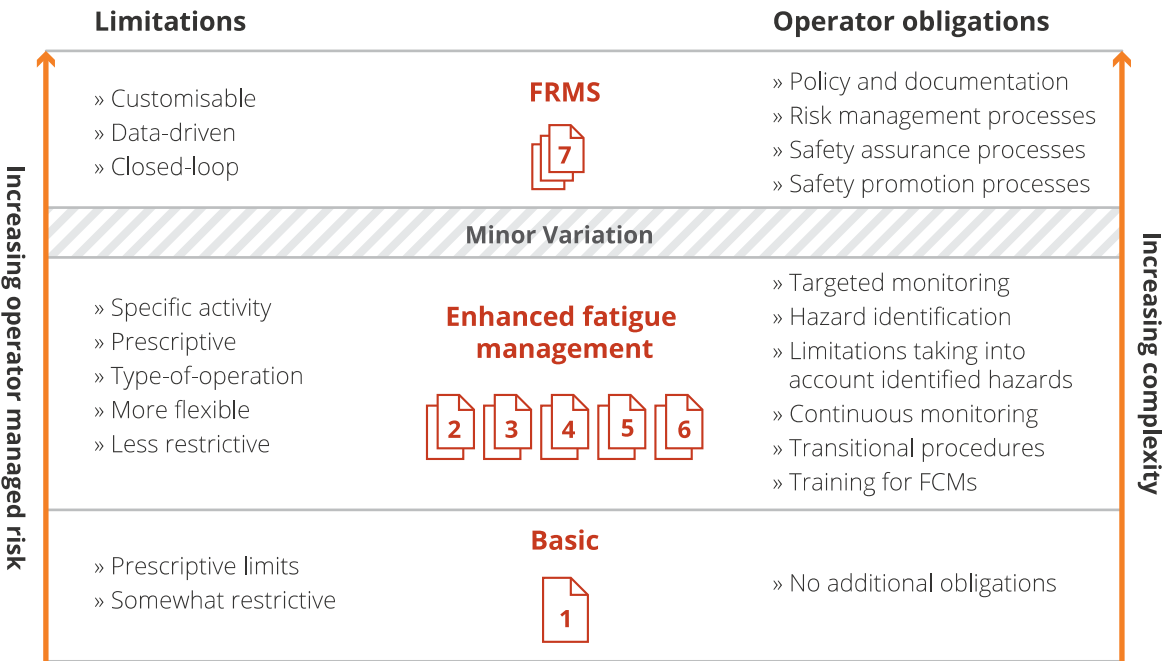 Limitations
Operator obligations
Increasing operator managed risk
» Customisable
» Data-driven
» Closed-loop
FRMS
7
» Policy and documentation
» Risk management processes
» Safety assurance processes
» Safety promotion processes
Minor Variation
» Specific activity
» Prescriptive
» Type-of-operation
» More flexible
» Less restrictive
Enhanced fatigue
management
2 3 4 5 6
» Targeted monitoring
» Hazard identification
» Limitations taking into
account identified hazards
» Continuous monitoring
» Transitional procedures
» Training for FCMs
» Prescriptive limits
» Somewhat restrictive
Basic
1
» No additional obligations
Increasing complexity